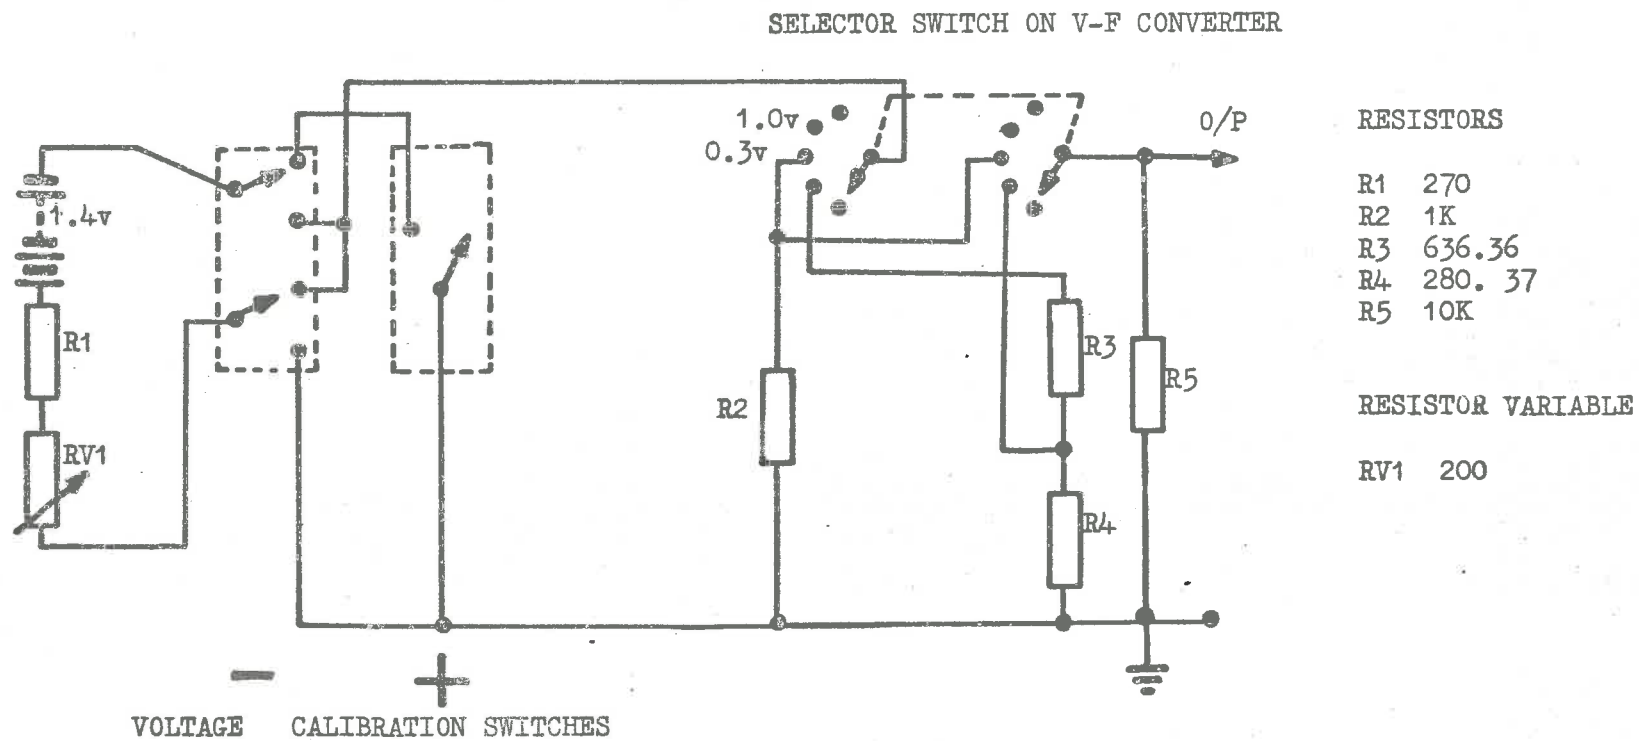 SELECTOR SWITCH ON V-F CONVERTER
1.0v
0.3v
O/P
1.4v
R1
RV1
R2
R3
R4
R5
RESISTORS
R1 270
R2 1K
R3 636.36
R4 280. 37
R5 10K
RESISTOR VARIABLE
RV1 200
- +
VOLTAGE CALIBRATION SWITCHES